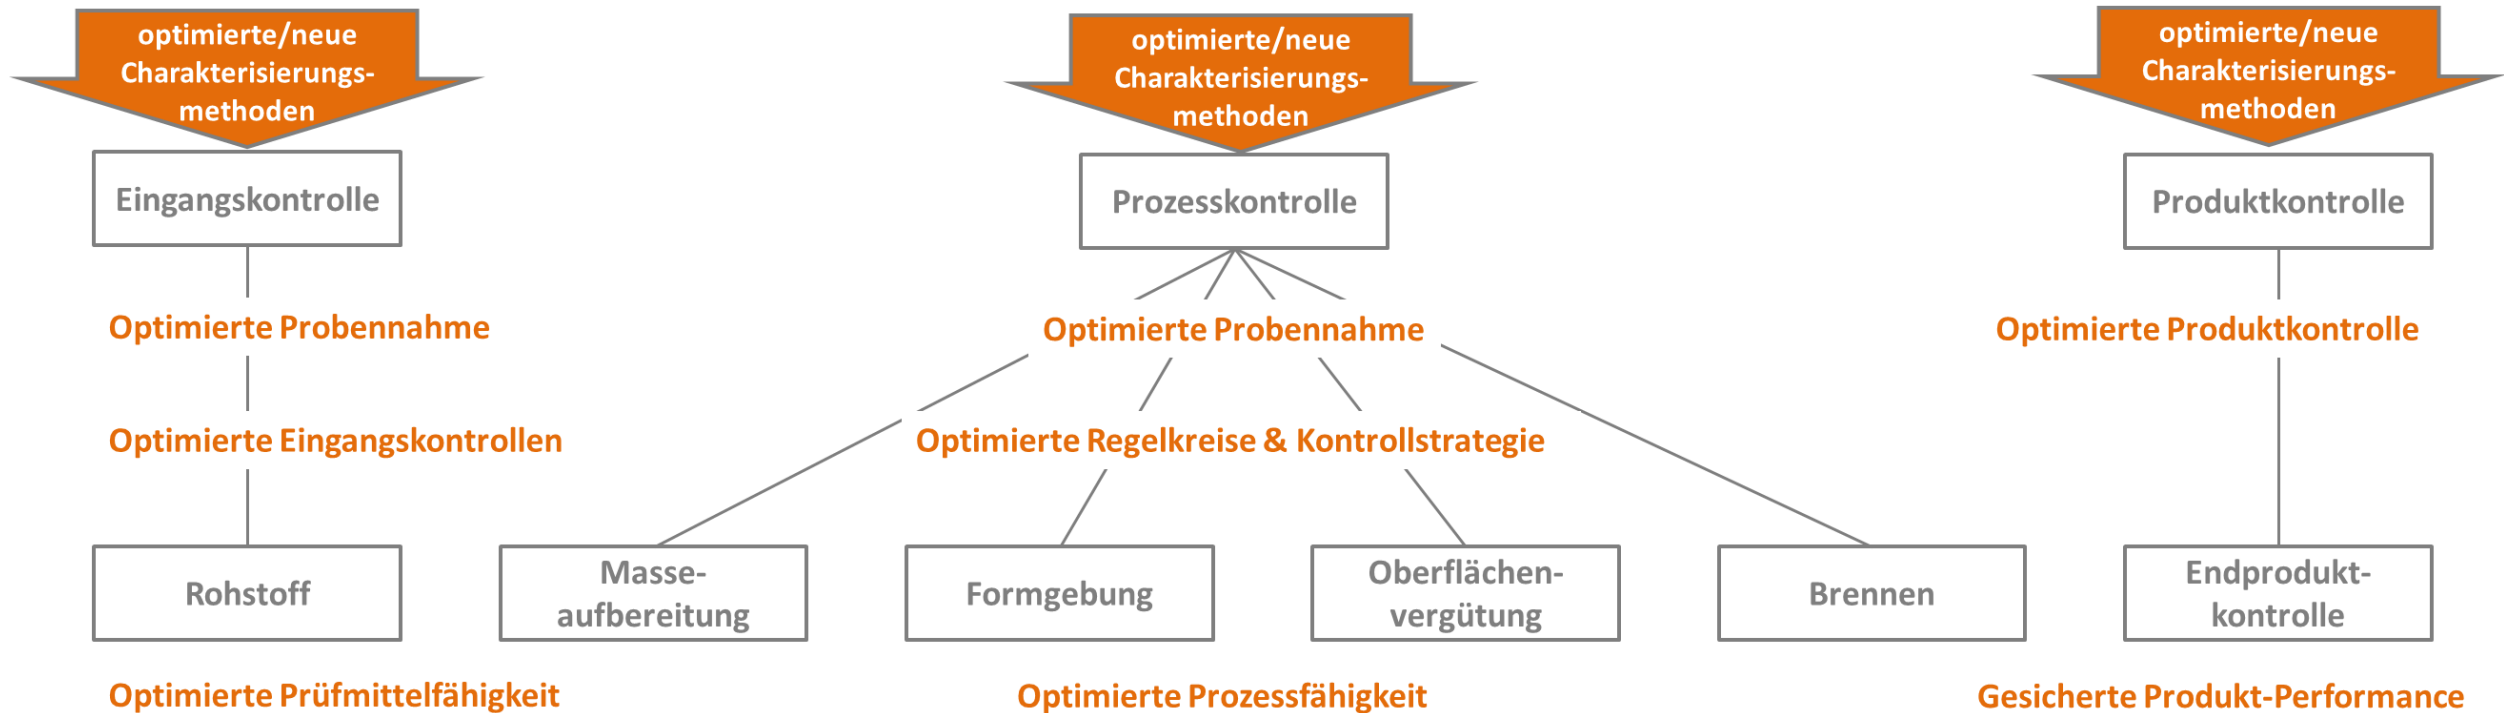 optimierte/neue
Charakterisierungs-
methoden
optimierte/neue
Charakterisierungs-
methoden
optimierte/neue
Charakterisierungs-
methoden
Eingangskontrolle
Prozesskontrolle
Produktkontrolle
Optimierte Probennahme
Optimierte Probennahme
Optimierte Produktkontrolle
Optimierte Eingangskontrollen
Optimierte Regelkreise & Kontrollstrategie
Rohstoff
Masse-
aufbereitung
Formgebung
Oberflächen-
vergütung
Brennen
Endprodukt-
kontrolle
Optimierte Prüfmittelfähigkeit
Optimierte Prozessfähigkeit
Gesicherte Produkt-Performance